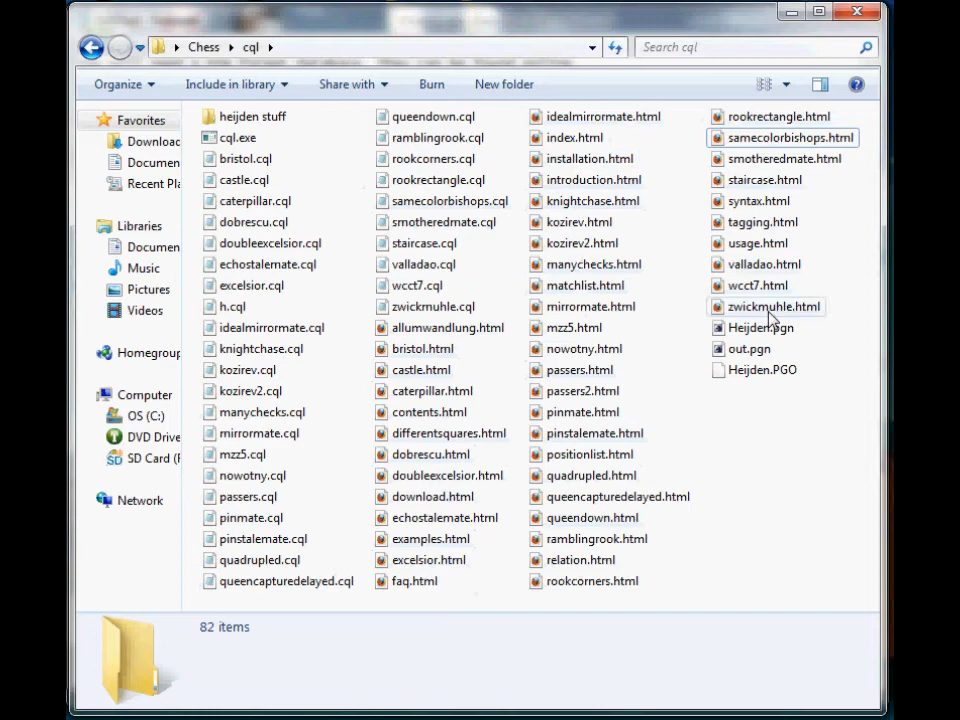 Chess cql
Search cql
Organize Include in library Share with Burn New folder
Favorites
Downloac
Documen
Recent Pla
Libraries
Documen
Music
Pictures
Videos
Homegroup
Computer
OS (C:)
DVD Drive
SD Card (F
Network
heijden stuff
cql.exe
bristol.cql
castle.cql
caterpillar.cql
dobrescu.cql
doubleexcelsior.cql
echostalemate.cql
excelsior.cql
h.cql
idealmirrormate.cql
knightchase.cql
kozirev.cql
kozirev2.cql
manychecks.cql
mirrormate.cql
mzz5.cql
nowotny.cql
passers.cql
pinmate.cql
pinstalemate.cql
quadrupled.cql
queencapturedelayed.cql
queendown.cql
ramblingrook.cql
rookcorners.cql
rookrectangle.cql
samecolorbishops.cql
smotheredmate.cql
staircase.cql
valladao.cql
wcct7.cql
zwickmuhle.cql
allumwandlung.html
bristol.html
castle.html
caterpillar.html
contents.html
differentsquares.html
dobrescu.html
doubleexcelsior.html
download.html
echostalemate.html
examples.html
excelsior.html
faq.html
idealmirrormate.html
index.html
installation.html
introduction.html
knightchase.html
kozirev.html
kozirev2.html
manychecks.html
matchlist.html
mirrormate.html
mzz5.html
nowotny.html
passers.html
passers2.html
pinmate.html
pinstalemate.html
positionlist.html
quadrupled.html
queencapturedelayed.html
queendown.html
ramblingrook.html
relation.html
rookcorners.html
rookrectangle.html
samecolorbishops.html
smotheredmate.html
staircase.html
syntax.html
tagging.html
usage.html
valladao.html
wcct7.html
zwickmuhle.html
Heijden.pgn
out.pgn
Heijden.PGO
82 items